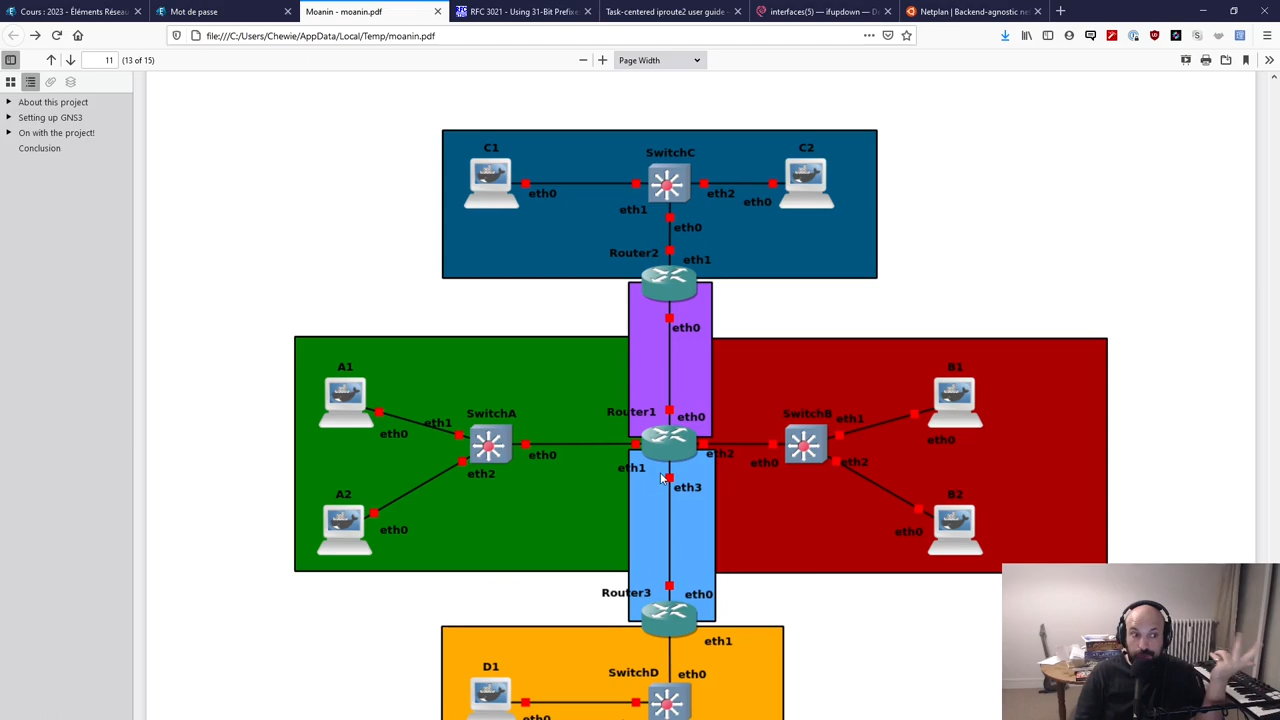 Cours : 2023 - Éléments Réseau
Mot de passe
Moanin - moanin.pdf
RFC 3021 - Using 31-Bit Prefixe
Task-centered iproute2 user guide
interfaces(5) — ifupdown — D
Netplan | Backend-agnostic ne
file:///C:/Users/Chewie/AppData/Local/Temp/moanin.pdf
11
(13 of 15)
Page Width
About this project
Setting up GNS3
On with the project!
Conclusion
C1
SwitchC
C2
eth0
eth1
eth2
eth0
eth0
Router2
eth1
eth0
A1
Router1
eth0
B1
SwitchA
SwitchB
eth1
eth1
eth0
eth0
eth0
eth2
eth0
eth2
eth2
eth1
eth3
A2
B2
eth0
eth0
Router3
eth0
eth1
D1
SwitchD
eth0
eth0